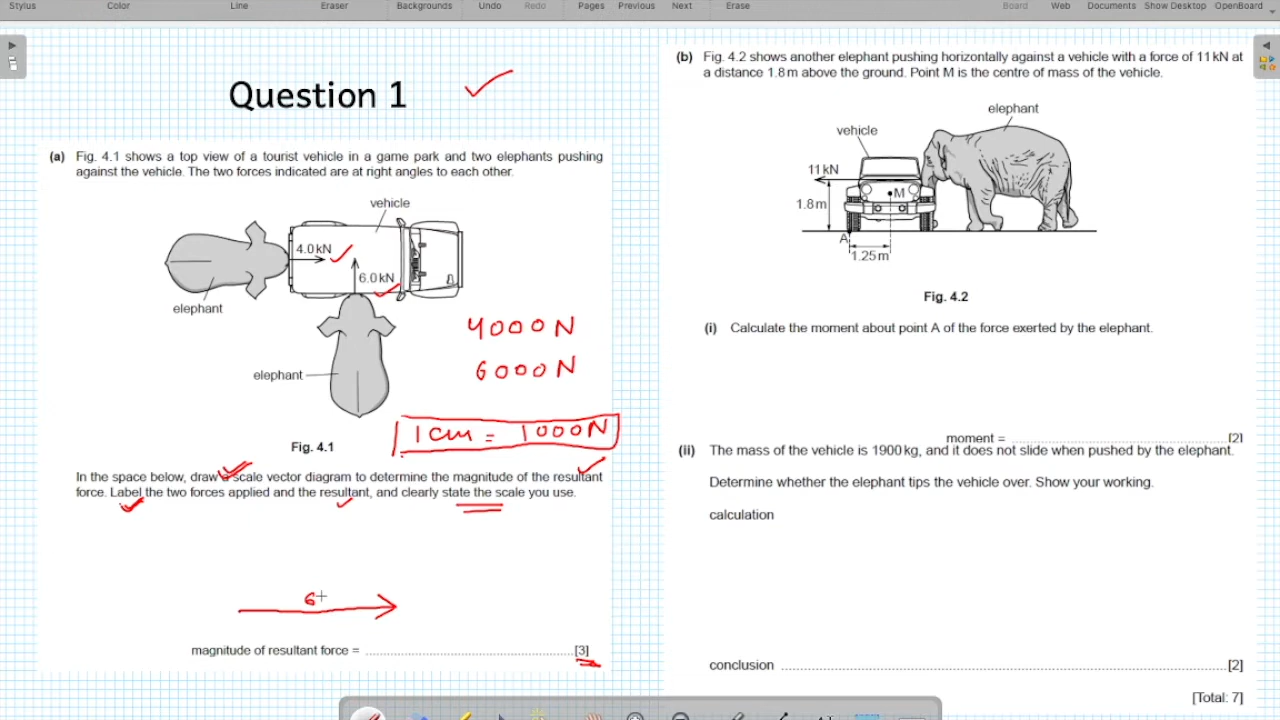 Stylus Color Line Eraser Backgrounds Undo Redo Pages Previous Next Erase Board Web Documents Show Desktop OpenBoard
Question 1
(a) Fig. 4.1 shows a top view of a tourist vehicle in a game park and two elephants pushing
against the vehicle. The two forces indicated are at right angles to each other.
vehicle
4.0 kN
6.0 kN
elephant
elephant
4000 N
6000 N
1 cm = 1000N
Fig. 4.1
In the space below, draw a scale vector diagram to determine the magnitude of the resultant
force. Label the two forces applied and the resultant, and clearly state the scale you use.
6
magnitude of resultant force = ............................................................[3]
(b) Fig. 4.2 shows another elephant pushing horizontally against a vehicle with a force of 11 kN at
a distance 1.8 m above the ground. Point M is the centre of mass of the vehicle.
elephant
vehicle
11 kN
M
1.8 m
A
1.25 m
Fig. 4.2
(i) Calculate the moment about point A of the force exerted by the elephant.
moment = ............................................................[2]
(ii) The mass of the vehicle is 1900 kg, and it does not slide when pushed by the elephant.
Determine whether the elephant tips the vehicle over. Show your working.
calculation
conclusion ............................................................[2]
[Total: 7]